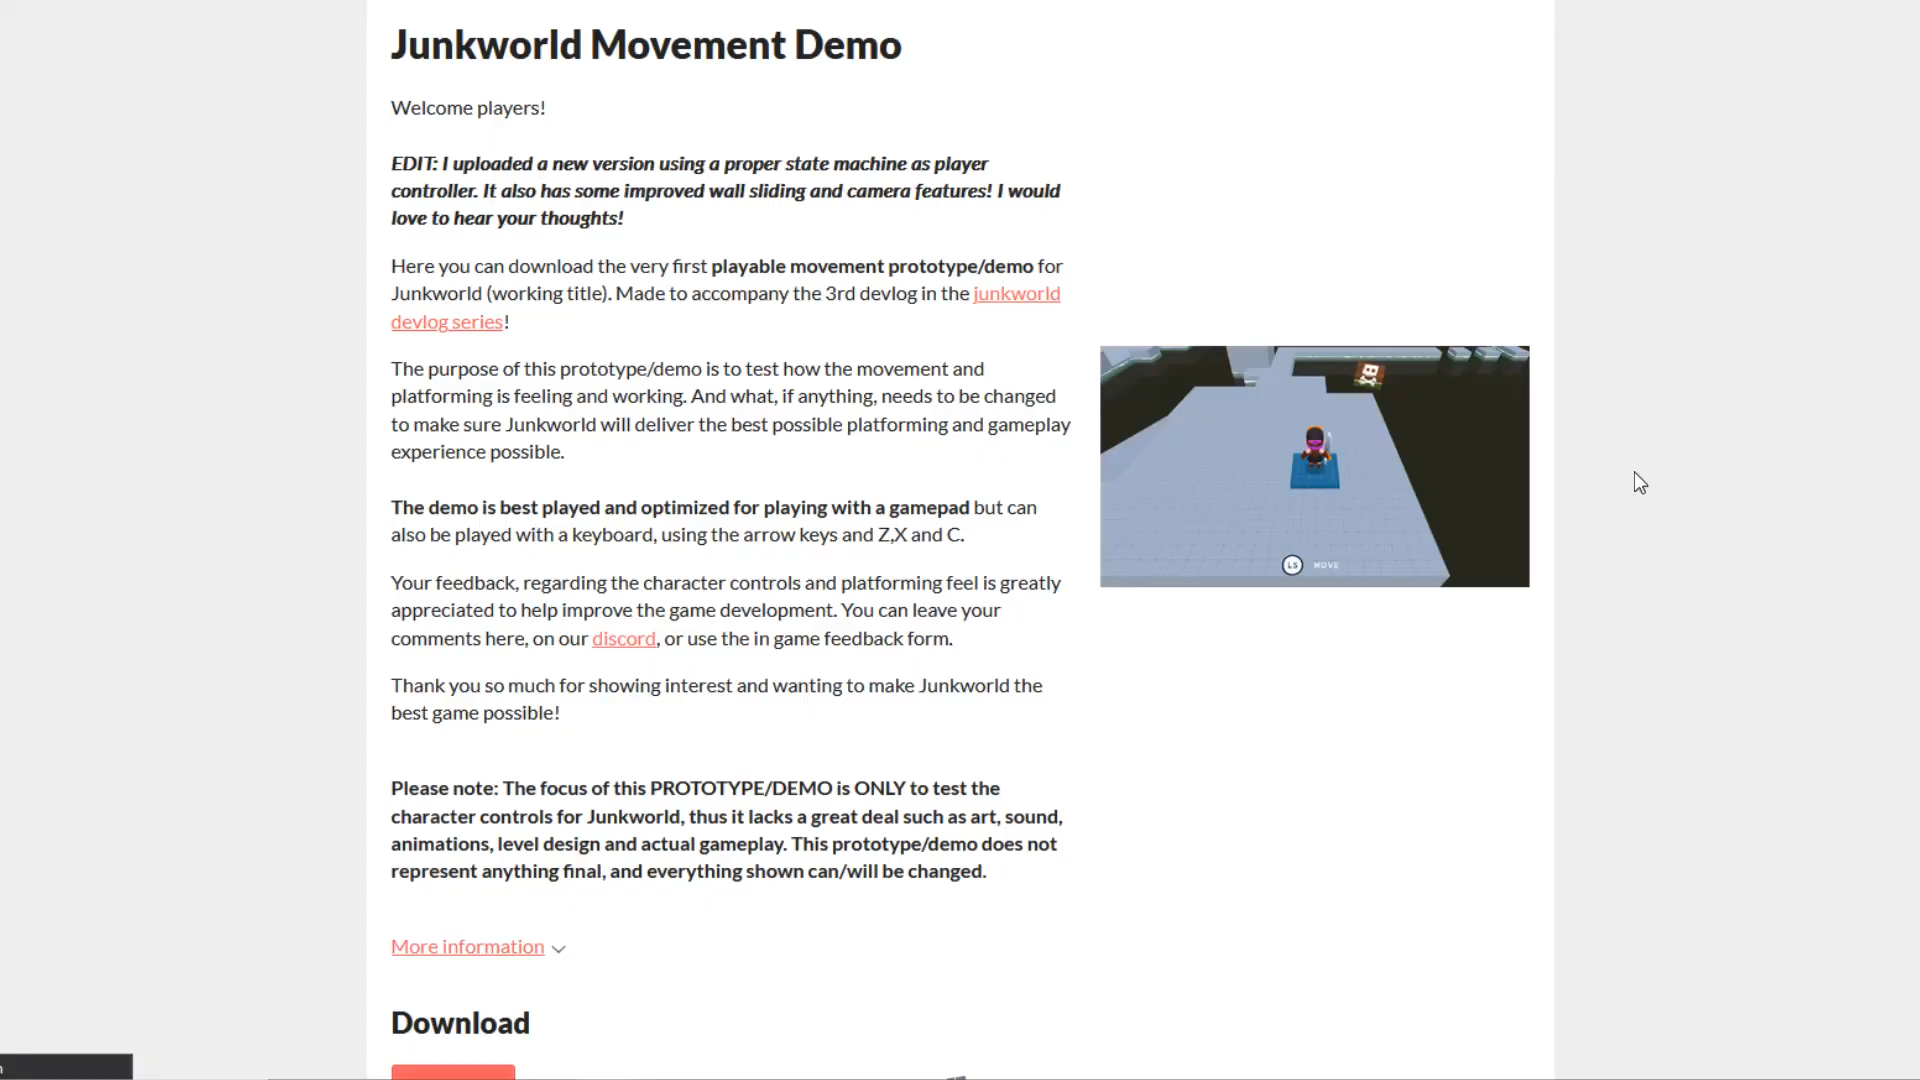 Junkworld Movement Demo
Welcome players!
EDIT: I uploaded a new version using a proper state machine as player
controller. It also has some improved wall sliding and camera features! I would
love to hear your thoughts!
Here you can download the very first playable movement prototype/demo for
Junkworld (working title). Made to accompany the 3rd devlog in the junkworld
devlog series!
The purpose of this prototype/demo is to test how the movement and
platforming is feeling and working. And what, if anything, needs to be changed
to make sure Junkworld will deliver the best possible platforming and gameplay
experience possible.
The demo is best played and optimized for playing with a gamepad but can
also be played with a keyboard, using the arrow keys and Z,X and C.
Your feedback, regarding the character controls and platforming feel is greatly
appreciated to help improve the game development. You can leave your
comments here, on our discord, or use the in game feedback form.
Thank you so much for showing interest and wanting to make Junkworld the
best game possible!
Please note: The focus of this PROTOTYPE/DEMO is ONLY to test the
character controls for Junkworld, thus it lacks a great deal such as art, sound,
animations, level design and actual gameplay. This prototype/demo does not
represent anything final, and everything shown can/will be changed.
More information
Download
LS MOVE